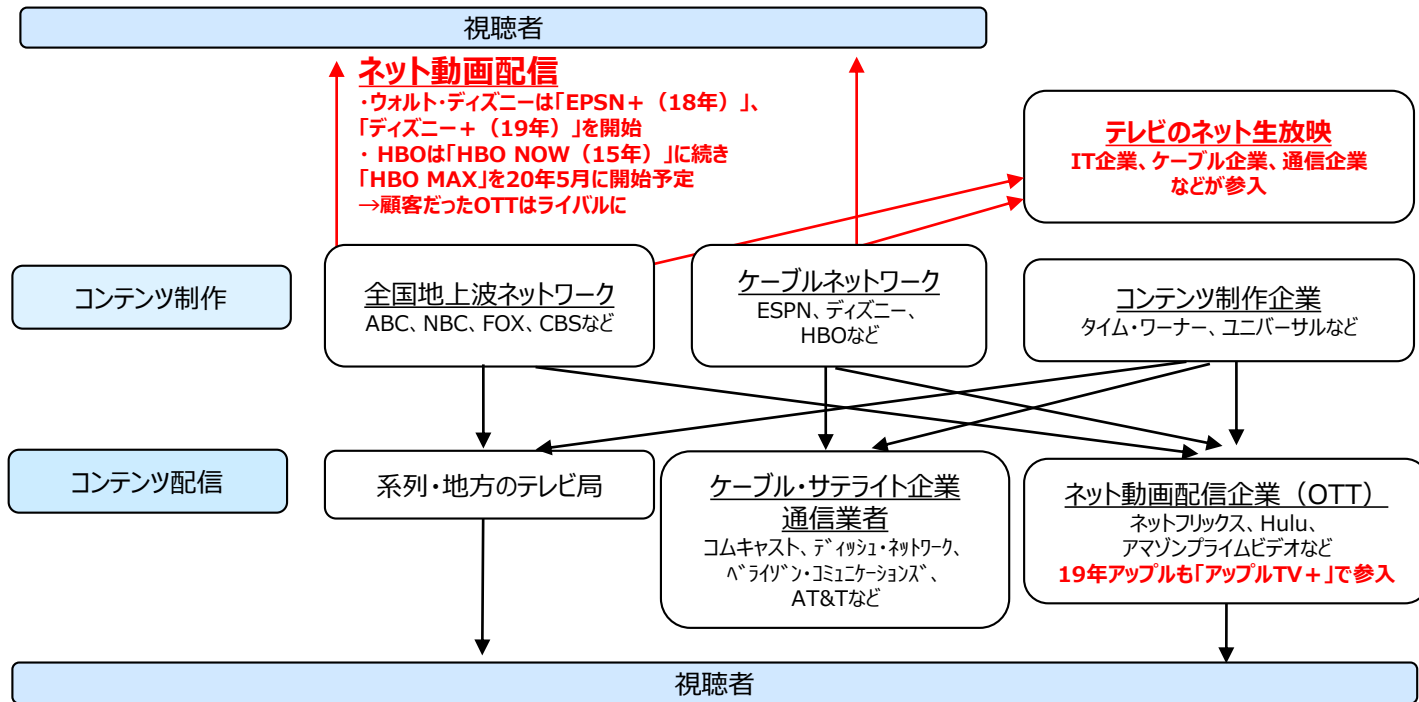 視聴者
ネット動画配信
・ウォルト・ディズニーは「EPSN+（18年）」、
「ディズニー+（19年）」を開始
・ HBOは「HBO NOW（15年）」に続き
「HBO MAX」を20年5月に開始予定
→顧客だったOTTはライバルに
テレビのネット生放映
IT企業、ケーブル企業、通信企業
などが参入
コンテンツ制作
全国地上波ネットワーク
ABC、NBC、FOX、CBSなど
ケーブルネットワーク
ESPN、ディズニー、
HBOなど
コンテンツ制作企業
タイム・ワーナー、ユニバーサルなど
コンテンツ配信
系列・地方のテレビ局
ケーブル・サテライト企業
通信業者
コムキャスト、ﾃﾞｨｯｼｭ・ﾈｯﾄﾜｰｸ、
ﾍﾞﾗｲｿﾞﾝ・ｺﾐｭﾆｹｰｼｮﾝｽﾞ、
AT&Tなど
ネット動画配信企業（OTT）
ネットフリックス、Hulu、
アマゾンプライムビデオなど
19年アップルも「アップルTV+」で参入
視聴者